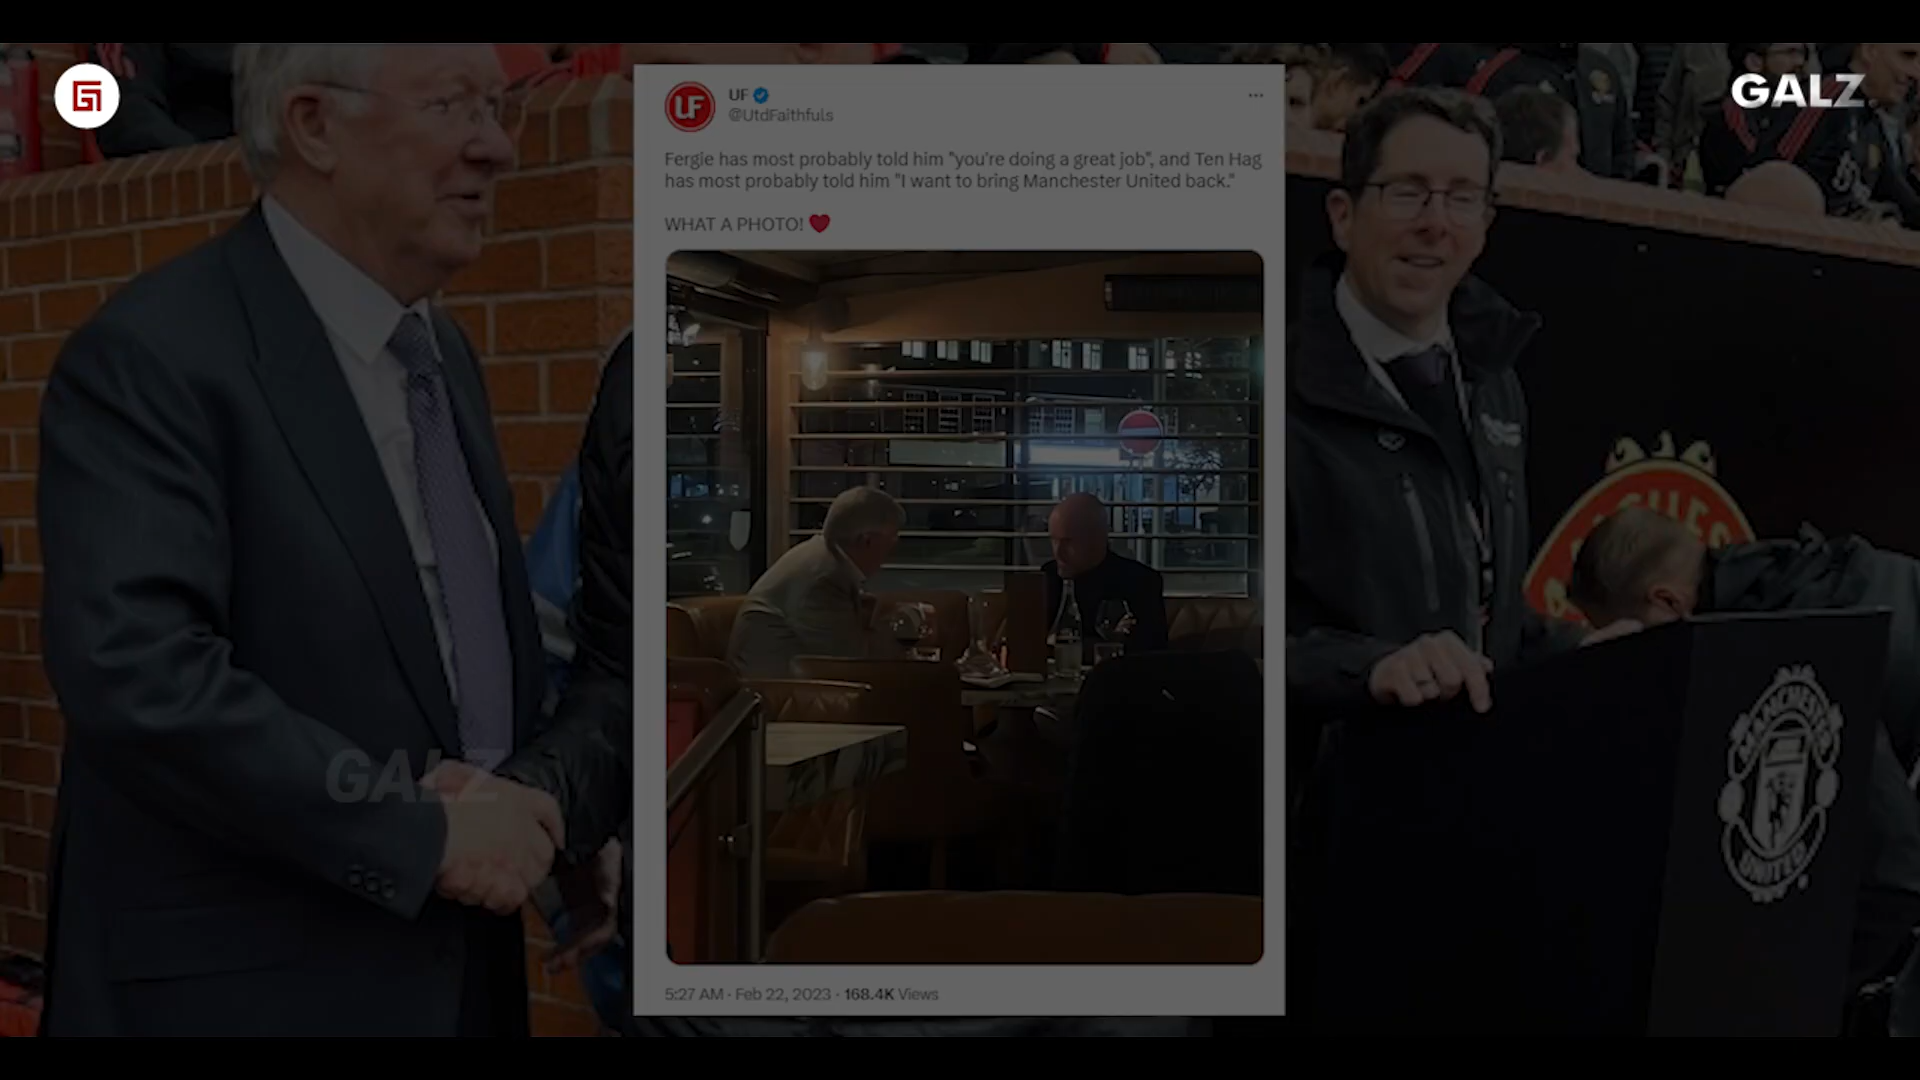 GALZ
UF
@UtdFaithfuls
Fergie has most probably told him "you're doing a great job", and Ten Hag
has most probably told him "I want to bring Manchester United back."
WHAT A PHOTO! ❤️
GALZ
MANCHESTER
UNITED
5:27 AM · Feb 22, 2023 · 168.4K Views